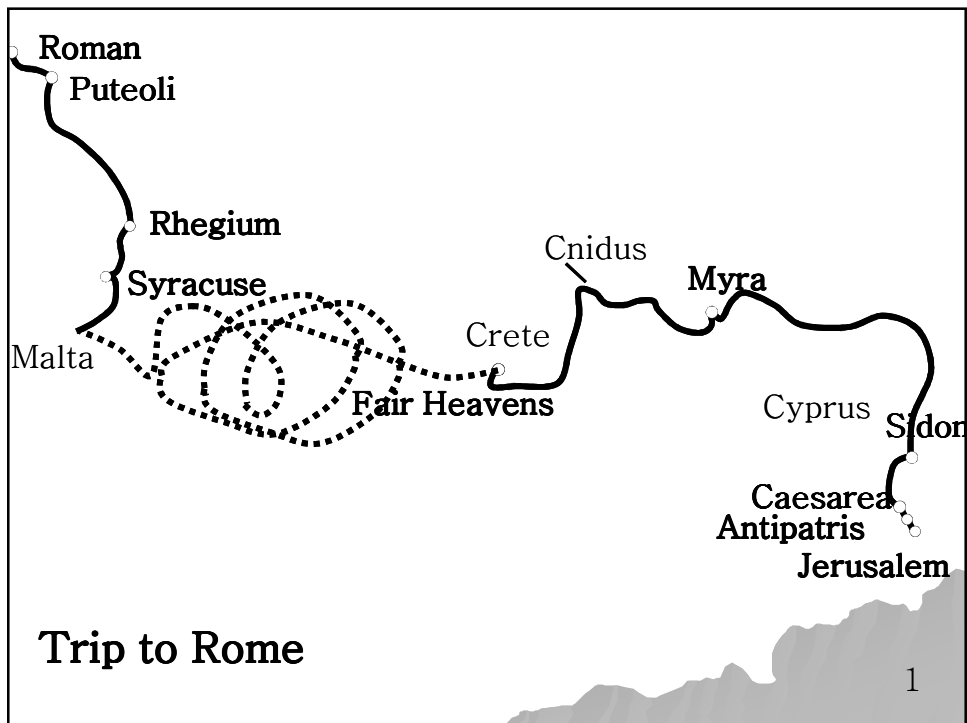 Roman
Puteoli
Rhegium
Syracuse
Malta
Cnidus
Myra
Crete
Fair Heavens
Cyprus
Sidon
Caesarea
Antipatris
Jerusalem
Trip to Rome
1